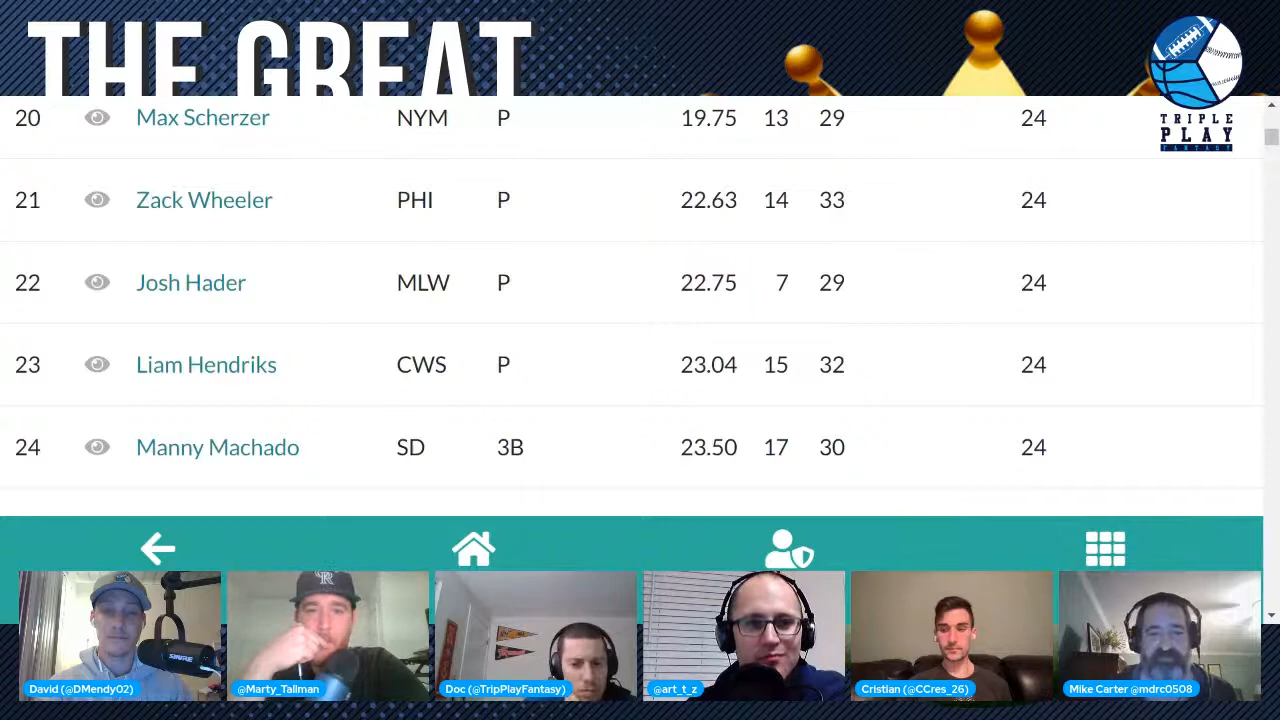 THE GREAT
TRIPLE
PLAY
FANTASY
20 Max Scherzer NYM P 19.75 13 29 24
21 Zack Wheeler PHI P 22.63 14 33 24
22 Josh Hader MLW P 22.75 7 29 24
23 Liam Hendriks CWS P 23.04 15 32 24
24 Manny Machado SD 3B 23.50 17 30 24
SHURE
David (@DMendy02) @Marty_Tallman Doc (@TripPlayFantasy) @art_t_z Cristian (@CCres_26) Mike Carter @mdrc0508